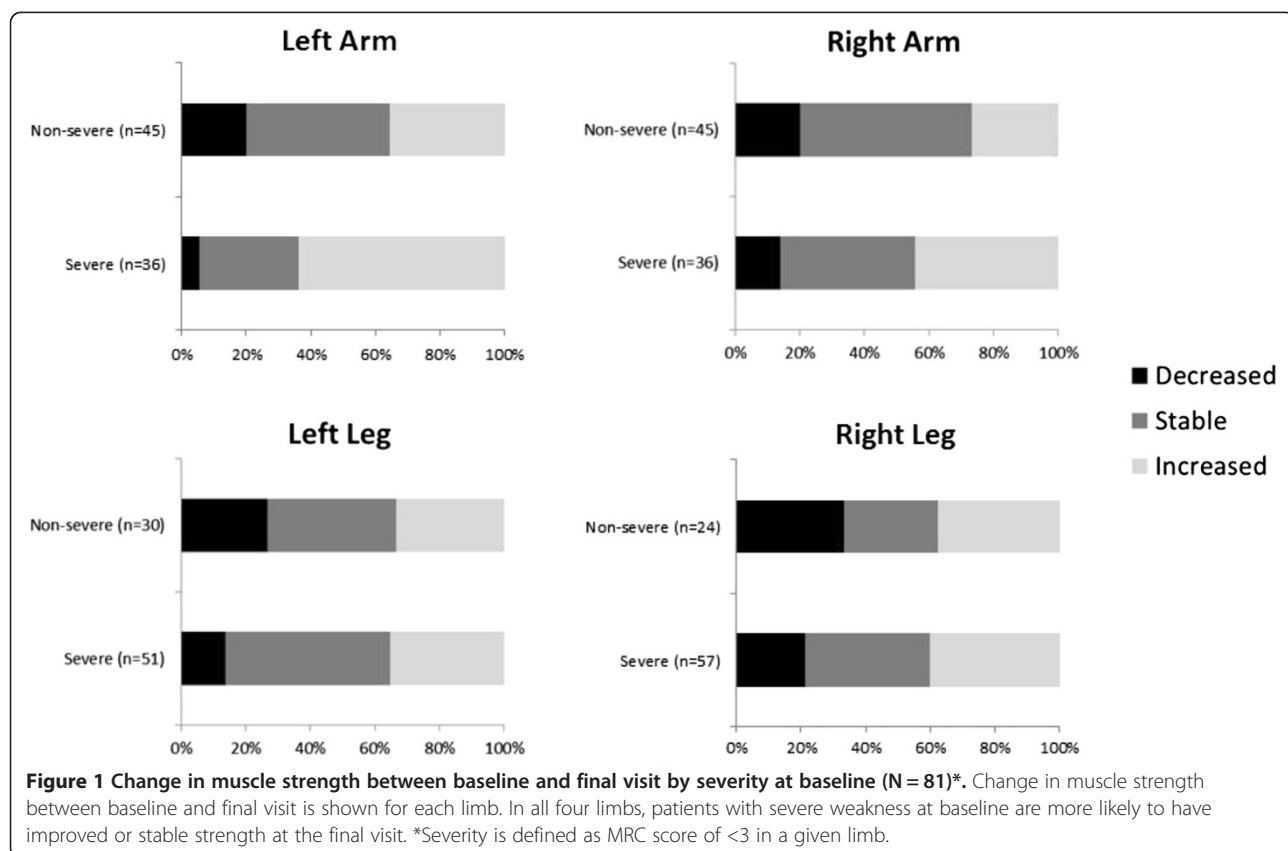 Left Arm
Non-severe (n=45)
Severe (n=36)
0% 20% 40% 60% 80% 100%
Right Arm
Non-severe (n=45)
Severe (n=36)
0% 20% 40% 60% 80% 100%
Decreased
Stable
Increased
Left Leg
Non-severe (n=30)
Severe (n=51)
0% 20% 40% 60% 80% 100%
Right Leg
Non-severe (n=24)
Severe (n=57)
0% 20% 40% 60% 80% 100%
Figure 1 Change in muscle strength between baseline and final visit by severity at baseline (N = 81)*. Change in muscle strength
between baseline and final visit is shown for each limb. In all four limbs, patients with severe weakness at baseline are more likely to have
improved or stable strength at the final visit. *Severity is defined as MRC score of <3 in a given limb.